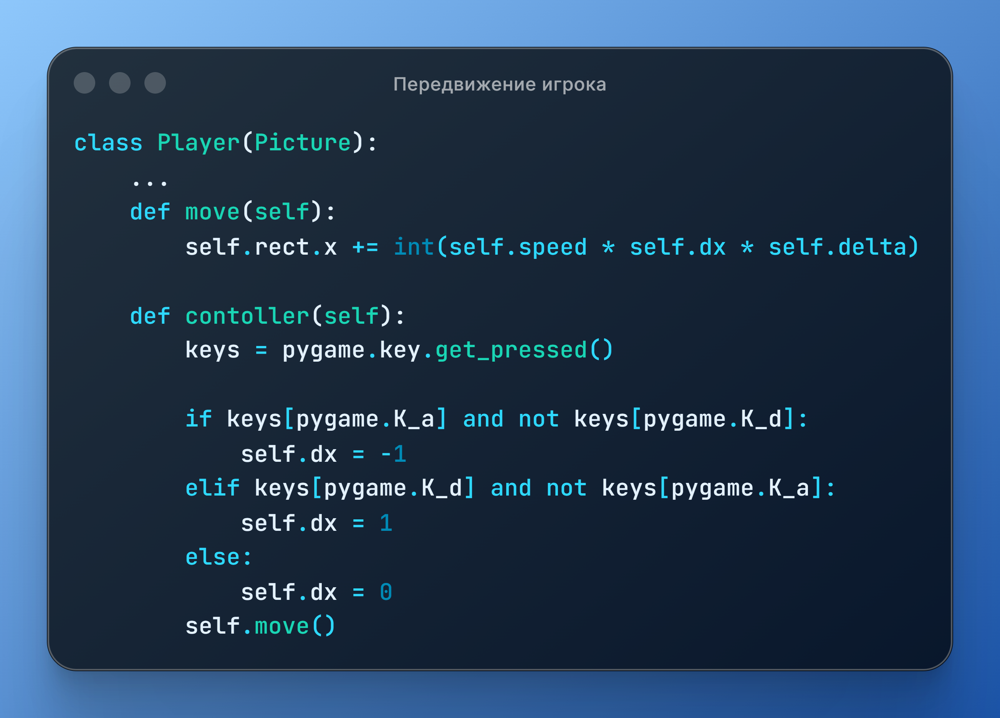 Передвижение игрока
class Player(Picture):
    ...
    def move(self):
        self.rect.x += int(self.speed * self.dx * self.delta)

    def contoller(self):
        keys = pygame.key.get_pressed()

        if keys[pygame.K_a] and not keys[pygame.K_d]:
            self.dx = -1
        elif keys[pygame.K_d] and not keys[pygame.K_a]:
            self.dx = 1
        else:
            self.dx = 0
        self.move()